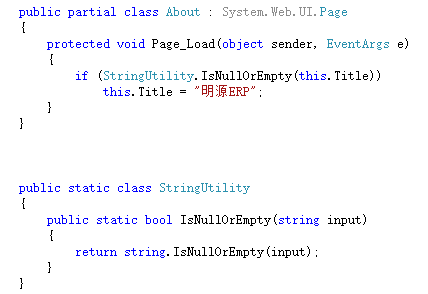 public partial class About : System.Web.UI.Page
{
    protected void Page_Load(object sender, EventArgs e)
    {
        if (StringUtility.IsNullOrEmpty(this.Title))
            this.Title = "明源ERP";
    }
}
public static class StringUtility
{
    public static bool IsNullOrEmpty(string input)
    {
        return string.IsNullOrEmpty(input);
    }
}